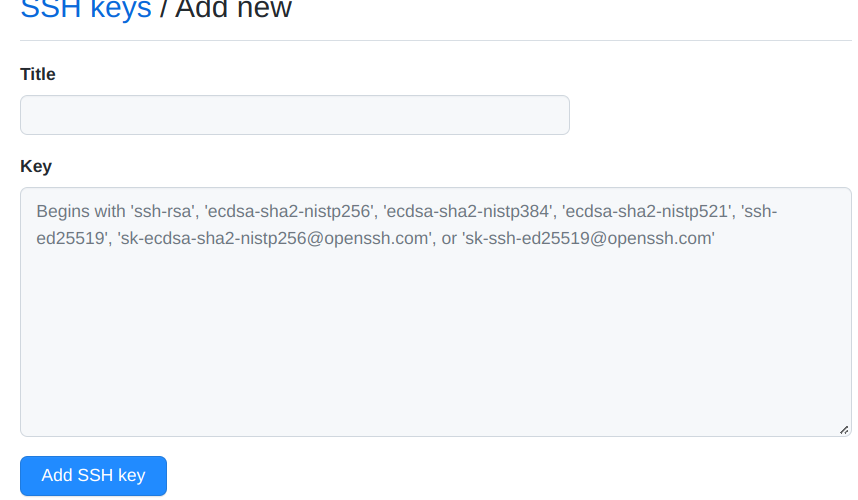 SSH keys / Add new
Title
Key
Begins with 'ssh-rsa', 'ecdsa-sha2-nistp256', 'ecdsa-sha2-nistp384', 'ecdsa-sha2-nistp521', 'ssh-
ed25519', 'sk-ecdsa-sha2-nistp256@openssh.com', or 'sk-ssh-ed25519@openssh.com'
Add SSH key